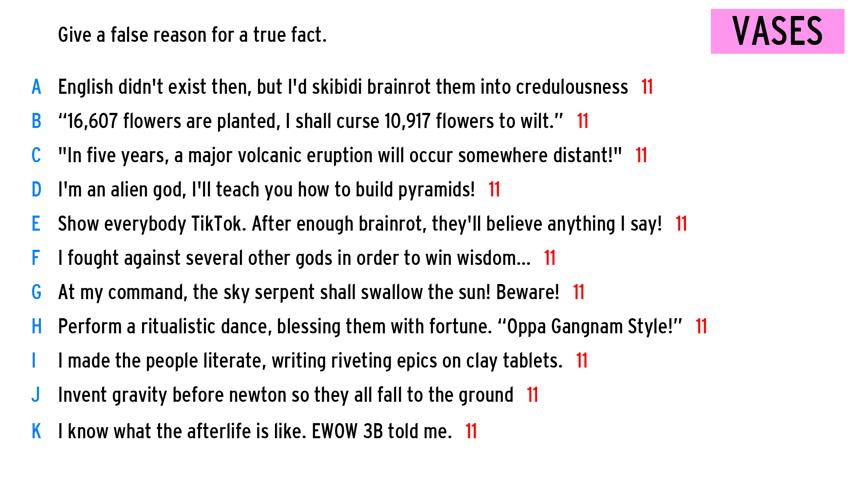 Give a false reason for a true fact.
VASES
A English didn't exist then, but I'd skibidi brainrot them into credulousness 11
B “16,607 flowers are planted, I shall curse 10,917 flowers to wilt.” 11
C "In five years, a major volcanic eruption will occur somewhere distant!" 11
D I'm an alien god, I'll teach you how to build pyramids! 11
E Show everybody TikTok. After enough brainrot, they'll believe anything I say! 11
F I fought against several other gods in order to win wisdom... 11
G At my command, the sky serpent shall swallow the sun! Beware! 11
H Perform a ritualistic dance, blessing them with fortune. “Oppa Gangnam Style!” 11
I I made the people literate, writing riveting epics on clay tablets. 11
J Invent gravity before newton so they all fall to the ground 11
K I know what the afterlife is like. EWOW 3B told me. 11